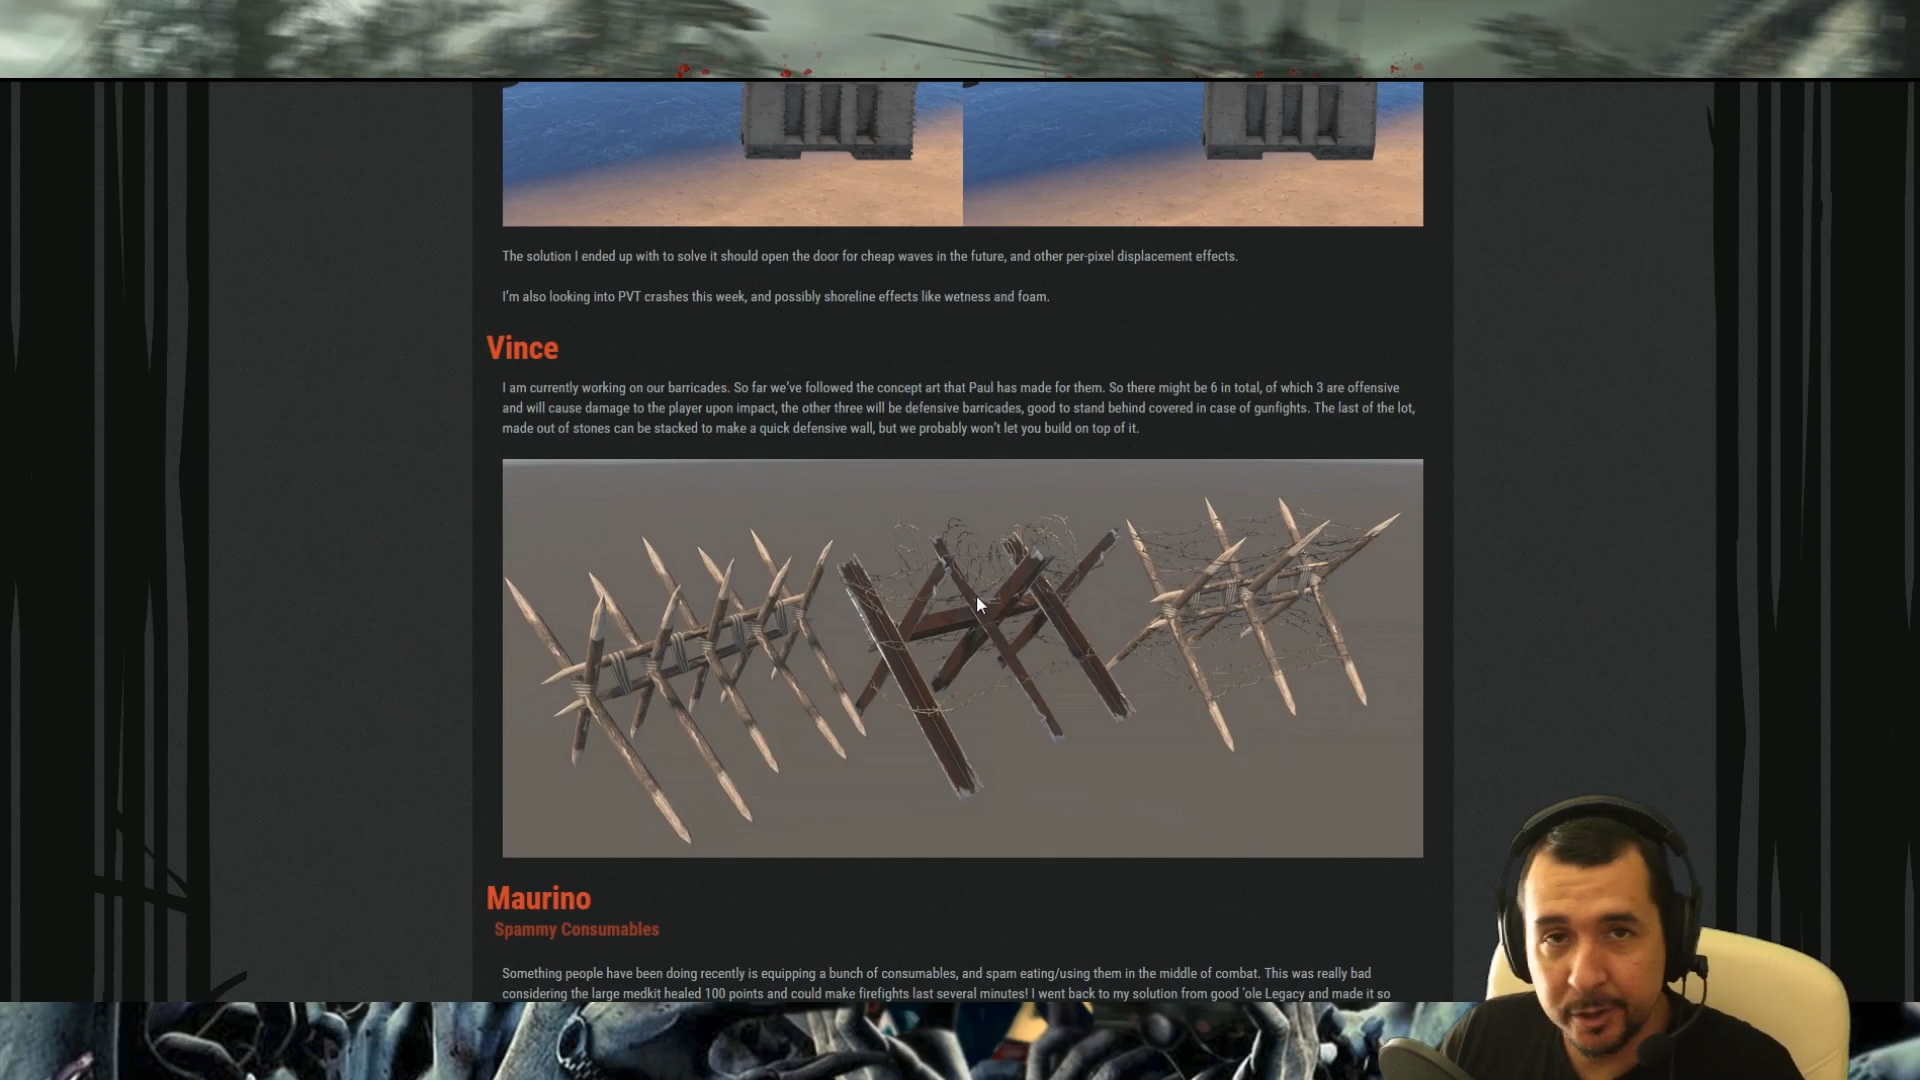 The solution I ended up with to solve it should open the door for cheap waves in the future, and other per-pixel displacement effects.
I'm also looking into PVT crashes this week, and possibly shoreline effects like wetness and foam.
Vince
I am currently working on our barricades. So far we've followed the concept art that Paul has made for them. So there might be 6 in total, of which 3 are offensive
and will cause damage to the player upon impact, the other three will be defensive barricades, good to stand behind covered in case of gunfights. The last of the lot,
made out of stones can be stacked to make a quick defensive wall, but we probably won't let you build on top of it.
Maurino
Spammy Consumables
Something people have been doing recently is equipping a bunch of consumables, and spam eating/using them in the middle of combat. This was really bad
considering the large medkit healed 100 points and could make firefights last several minutes! I went back to my solution from good 'ole Legacy and made it so